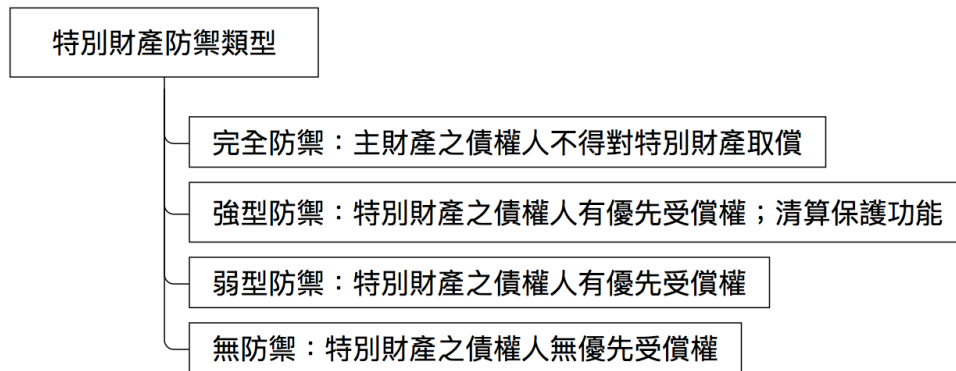 特別財產防禦類型
完全防禦：主財產之債權人不得對特別財產取償
強型防禦：特別財產之債權人有優先受償權；清算保護功能
弱型防禦：特別財產之債權人有優先受償權
無防禦：特別財產之債權人無優先受償權